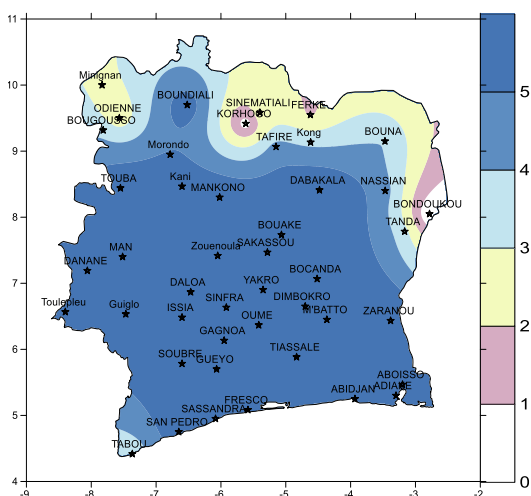 11
Minignan
10
ODIENNE
BOUNDIALI
SINEMATIALI
FERKE
KORHOGO
BOUGOUSSO
TAFIRE
Kong
BOUNA
9
Morondo
TOUBA
Kani
MANKONO
DABAKALA
NASSIAN
8
BONDOUKOU
TANDA
BOUAKE
MAN
Zouenoula
SAKASSOU
DANANE
7
DALOA
YAKRO
BOCANDA
Toulepleu
Guiglo
ISSIA
SINFRA
DIMBOKRO
M'BATTO
ZARANOU
OUME
GAGNOA
6
SOUBRE
GUEYO
TIASSALE
ABOISSO
ADIAKE
ABIDJAN
FRESCO
SASSANDRA
SAN PEDRO
5
TABOU
4
-9 -8 -7 -6 -5 -4 -3 -2
5
4
3
2
1
0